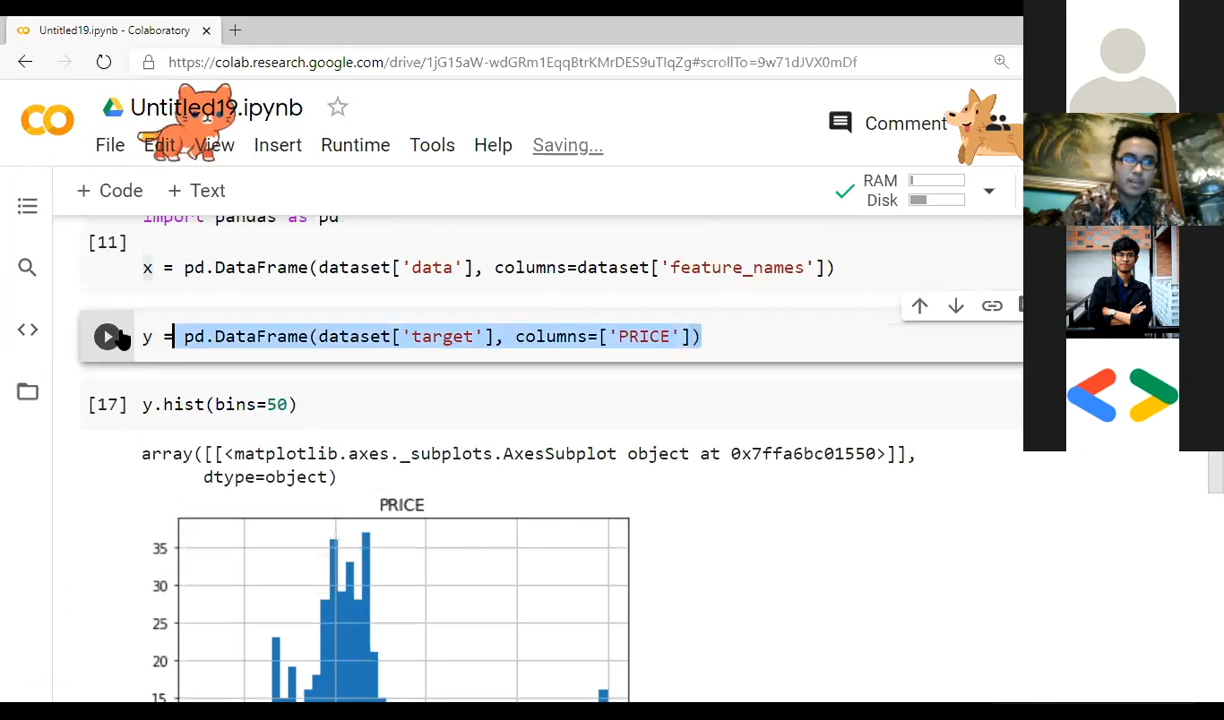 Untitled19.ipynb - Colaboratory
https://colab.research.google.com/drive/1jG15aW-wdGRm1EqqBtrKMrDES9uTlqZg#scrollTo=9w71dJVX0mDf
Untitled19.ipynb
Comment
File Edit View Insert Runtime Tools Help Saving...
+ Code + Text
RAM
Disk
import pandas as pd
[11]
x = pd.DataFrame(dataset['data'], columns=dataset['feature_names'])
y = pd.DataFrame(dataset['target'], columns=['PRICE'])
[17] y.hist(bins=50)
array([[<matplotlib.axes._subplots.AxesSubplot object at 0x7ffa6bc01550>]],
dtype=object)
PRICE
35
30
25
20
15